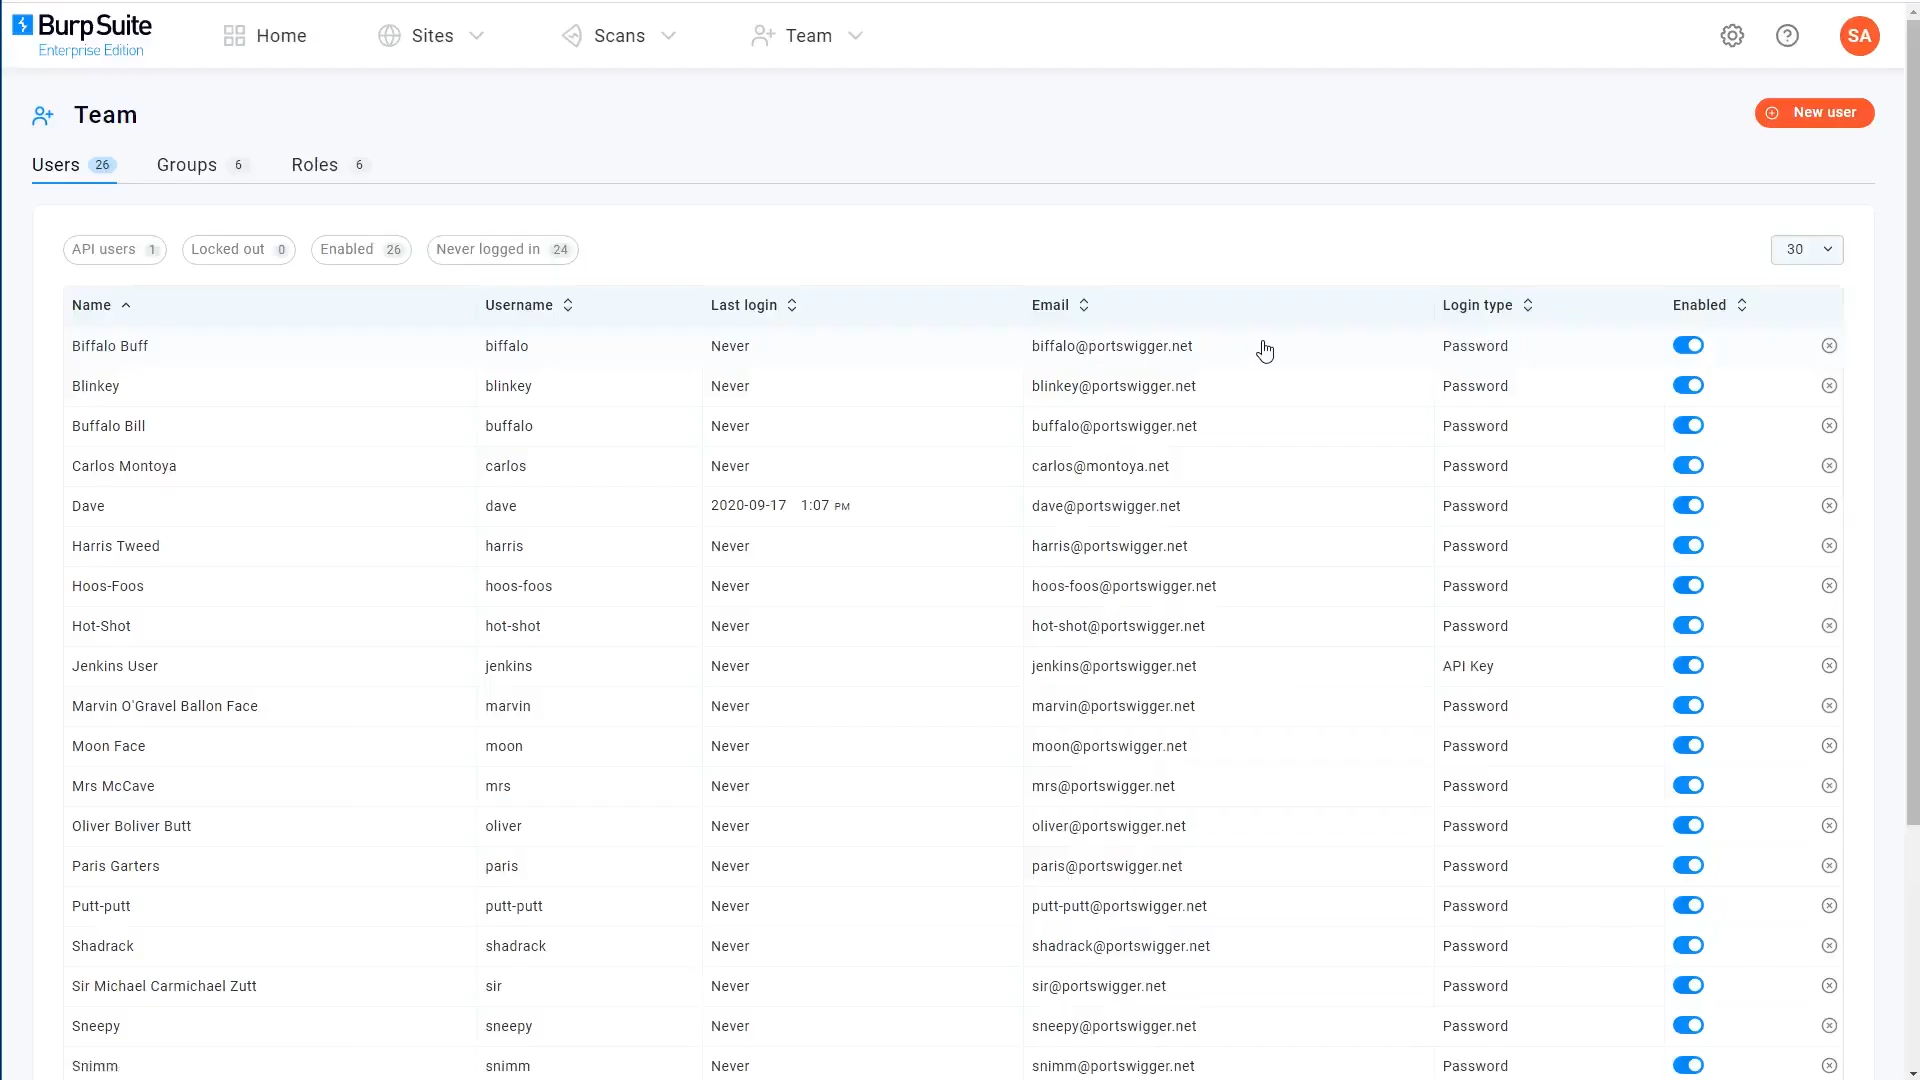 Burp Suite
Enterprise Edition
Home
Sites
Scans
Team
SA
Team
New user
Users 26
Groups 6
Roles 6
API users 1
Locked out 0
Enabled 26
Never logged in 24
30
Name Username Last login Email Login type Enabled
Biffalo Buff biffalo Never biffalo@portswigger.net Password
Blinkey blinkey Never blinkey@portswigger.net Password
Buffalo Bill buffalo Never buffalo@portswigger.net Password
Carlos Montoya carlos Never carlos@montoya.net Password
Dave dave 2020-09-17 1:07 PM dave@portswigger.net Password
Harris Tweed harris Never harris@portswigger.net Password
Hoos-Foos hoos-foos Never hoos-foos@portswigger.net Password
Hot-Shot hot-shot Never hot-shot@portswigger.net Password
Jenkins User jenkins Never jenkins@portswigger.net API Key
Marvin O'Gravel Ballon Face marvin Never marvin@portswigger.net Password
Moon Face moon Never moon@portswigger.net Password
Mrs McCave mrs Never mrs@portswigger.net Password
Oliver Boliver Butt oliver Never oliver@portswigger.net Password
Paris Garters paris Never paris@portswigger.net Password
Putt-putt putt-putt Never putt-putt@portswigger.net Password
Shadrack shadrack Never shadrack@portswigger.net Password
Sir Michael Carmichael Zutt sir Never sir@portswigger.net Password
Sneepy sneepy Never sneepy@portswigger.net Password
Snimm snimm Never snimm@portswigger.net Password